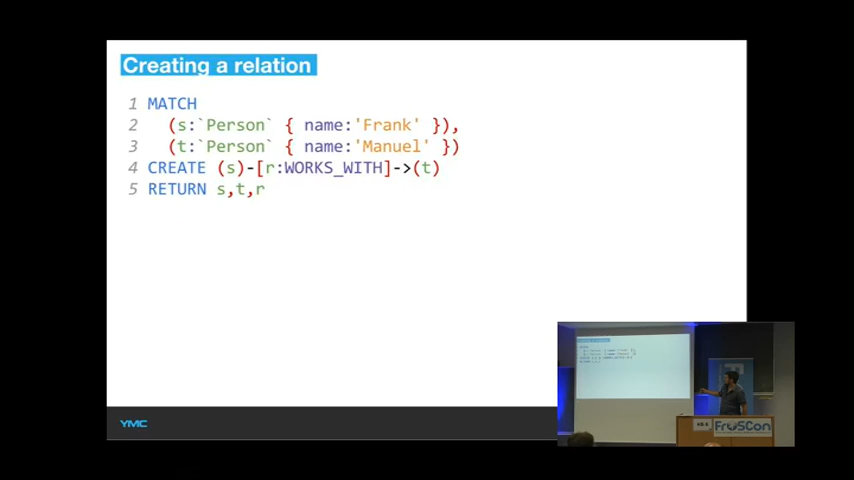 Creating a relation
1 MATCH
2 (s:`Person` { name:'Frank' }),
3 (t:`Person` { name:'Manuel' })
4 CREATE (s)-[r:WORKS_WITH]->(t)
5 RETURN s,t,r
YMC
FrOSCon